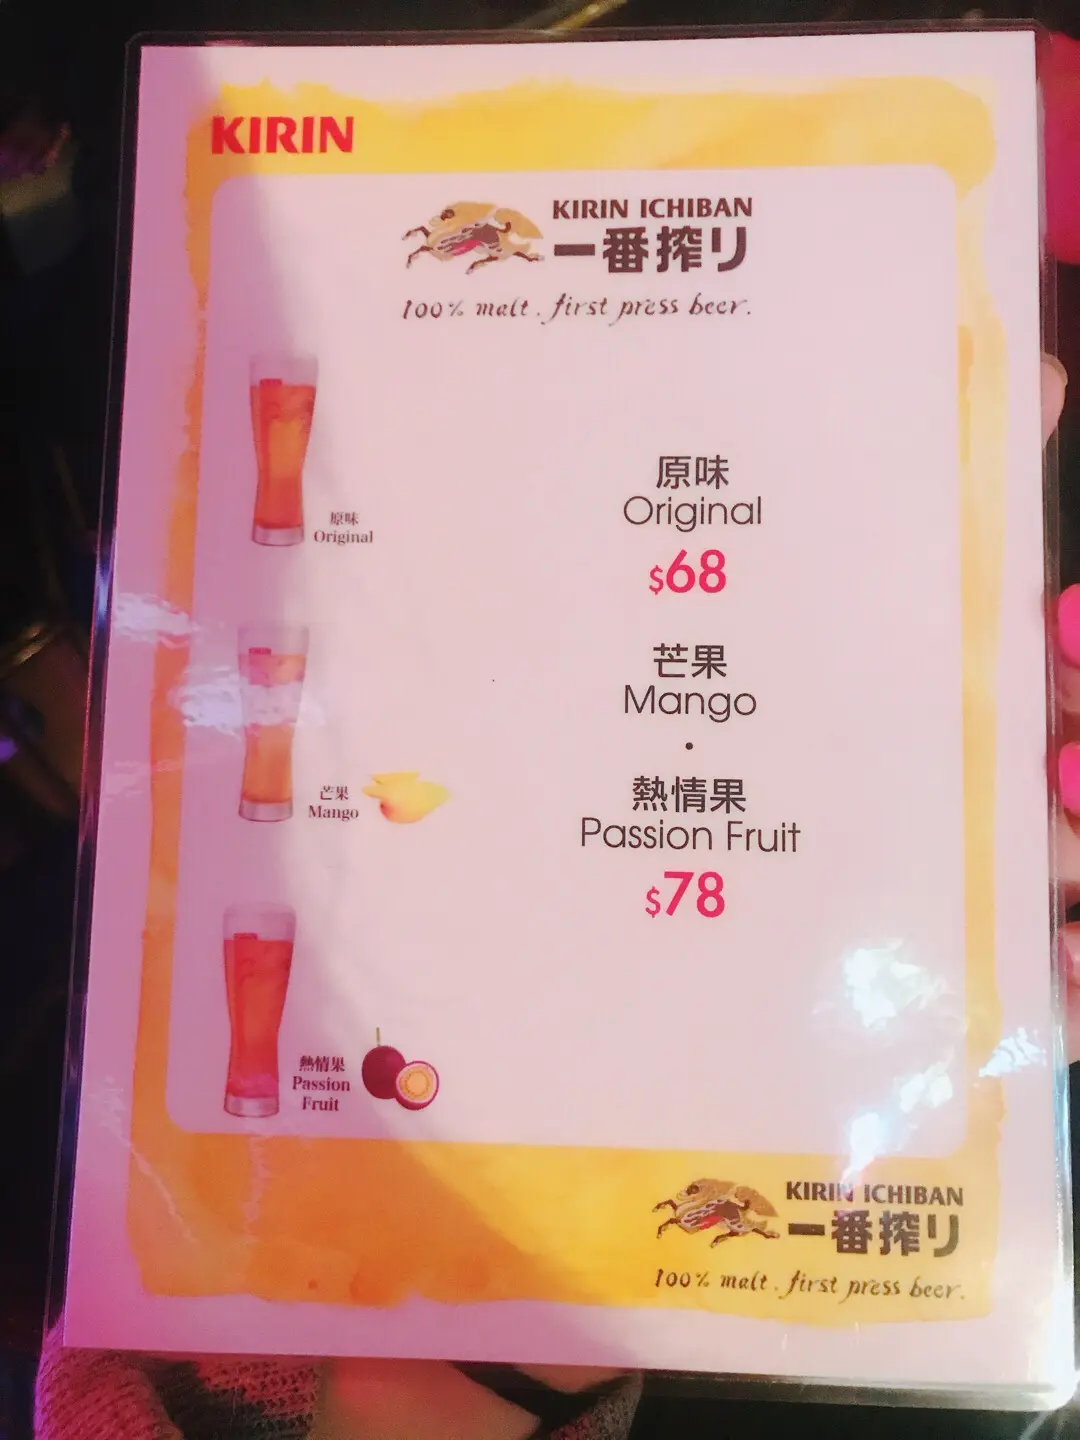 KIRIN
KIRIN ICHIBAN
一番搾り
100% malt. first press beer.
原味
Original
原味
Original
$68
芒果
Mango
芒果
Mango
•
熱情果
Passion Fruit
$78
熱情果
Passion
Fruit
KIRIN ICHIBAN
一番搾り
100% malt. first press beer.